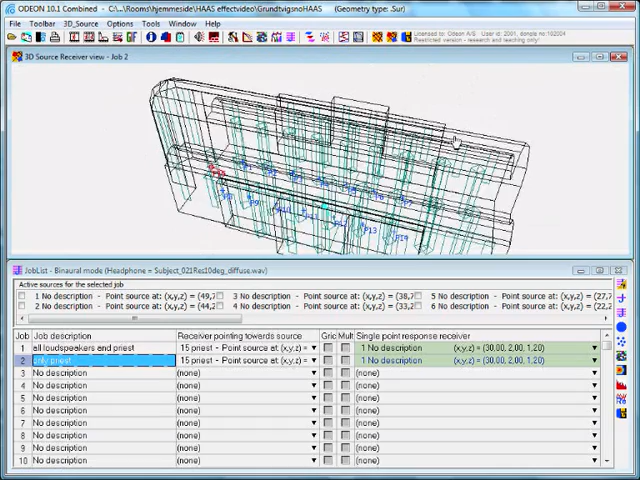 ODEON 10.1 Combined - C:\...\Rooms\hjemmeside\HAAS effectvideo\GrundtvigsnoHAAS (Geometry type: .Sur)
File Toolbar 3D_Source Options Tools Window Help
Licensed to: Odeon A/S
Restricted version - research and teaching only!
3D Source Receiver view - Job 2
JobList - Binaural mode (Headphone = Subject_021Res10deg_diffuse.wav)
Active sources for the selected job
1 No description - Point source at: (x,y,z) = (49,7 3 No description - Point source at: (x,y,z) = (38,7 5 No description - Point source at: (x,y,z) = (27,7
2 No description - Point source at: (x,y,z) = (44,2 4 No description - Point source at: (x,y,z) = (33,2 6 No description - Point source at: (x,y,z) = (22,2
Job Job description Receiver pointing towards source Gric Mult Single point response receiver
1 all loudspeakers and priest 15 priest - Point source at (x,y,z) = 1 No description (x,y,z) = (30,00, 2,00, 1,20)
2 only priest 15 priest - Point source at (x,y,z) = 1 No description (x,y,z) = (30,00, 2,00, 1,20)
3 No description (none) (none)
4 No description (none) (none)
5 No description (none) (none)
6 No description (none) (none)
7 No description (none) (none)
8 No description (none) (none)
9 No description (none) (none)
10 No description (none) (none)